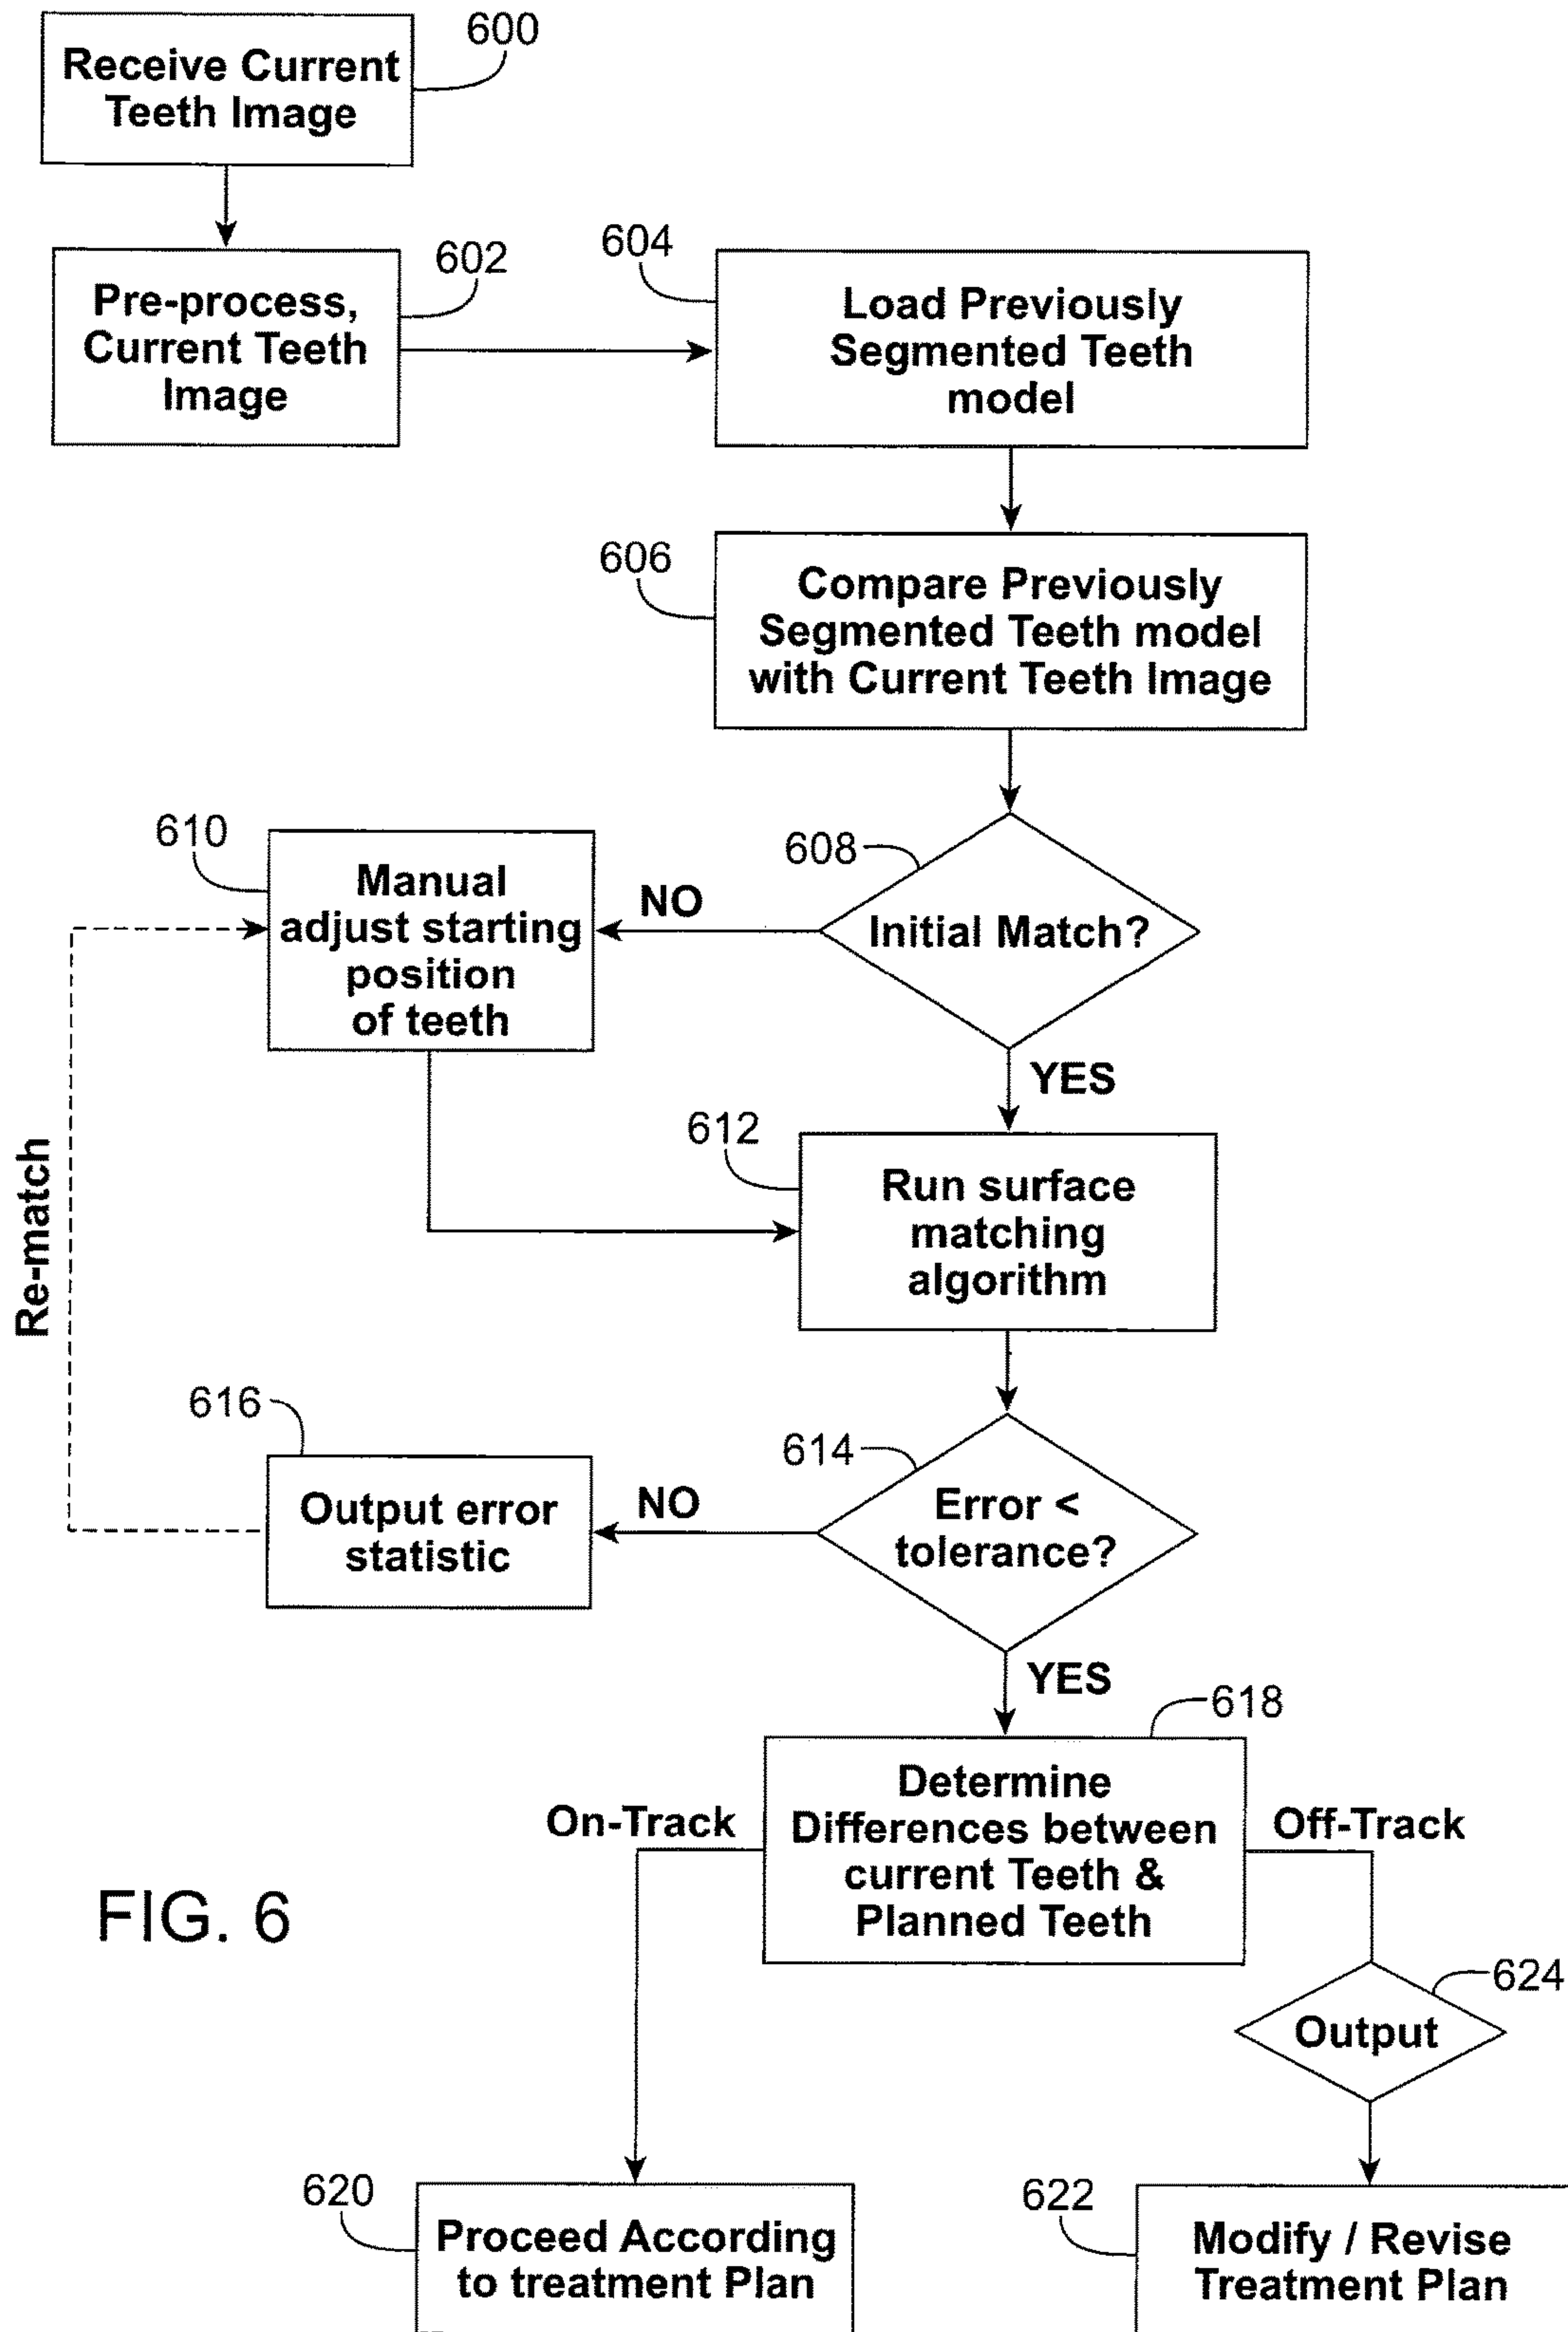 600
Receive Current
Teeth Image
602
Pre-process,
Current Teeth
Image
604
Load Previously
Segmented Teeth
model
606
Compare Previously
Segmented Teeth model
with Current Teeth Image
608
Initial Match?
NO
YES
610
Manual
adjust starting
position
of teeth
612
Run surface
matching
algorithm
Re-match
614
Error <
tolerance?
NO
YES
616
Output error
statistic
618
Determine
Differences between
current Teeth &
Planned Teeth
On-Track
Off-Track
FIG. 6
624
Output
620
Proceed According
to treatment Plan
622
Modify / Revise
Treatment Plan